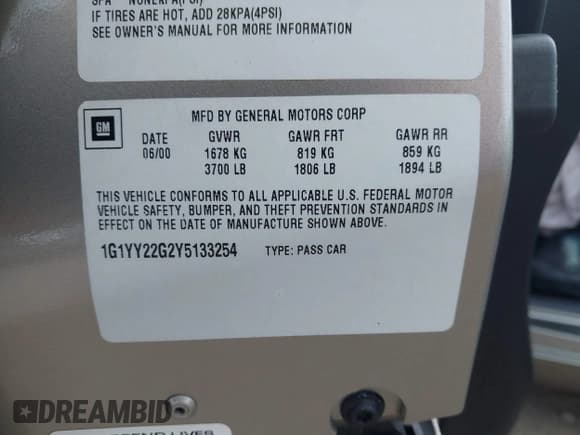 IF TIRES ARE HOT, ADD 28KPA(4PSI)
SEE OWNER'S MANUAL FOR MORE INFORMATION
GM
MFD BY GENERAL MOTORS CORP
DATE GVWR GAWR FRT GAWR RR
06/00 1678 KG 819 KG 859 KG
3700 LB 1806 LB 1894 LB
THIS VEHICLE CONFORMS TO ALL APPLICABLE U.S. FEDERAL MOTOR
VEHICLE SAFETY, BUMPER, AND THEFT PREVENTION STANDARDS IN
EFFECT ON THE DATE OF MANUFACTURE SHOWN ABOVE.
1G1YY22G2Y5133254 TYPE: PASS CAR
DREAMBID